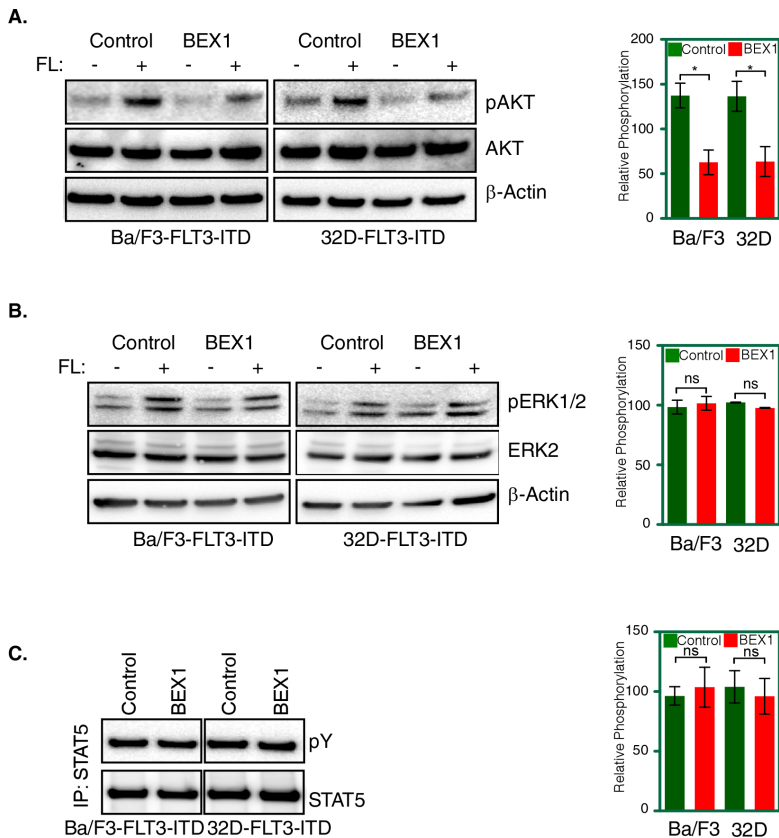 A.
Control BEX1 Control BEX1
FL: - + - + - + - +
pAKT
AKT
β-Actin
Ba/F3-FLT3-ITD 32D-FLT3-ITD
Relative Phosphorylation
200
150
100
50
0
Control BEX1
* *
Ba/F3 32D
B.
Control BEX1 Control BEX1
FL: - + - + - + - +
pERK1/2
ERK2
β-Actin
Ba/F3-FLT3-ITD 32D-FLT3-ITD
Relative Phosphorylation
150
100
50
0
Control BEX1
ns ns
Ba/F3 32D
C.
Control BEX1 Control BEX1
IP: STAT5
pY
STAT5
Ba/F3-FLT3-ITD 32D-FLT3-ITD
Relative Phosphorylation
150
100
50
0
Control BEX1
ns ns
Ba/F3 32D